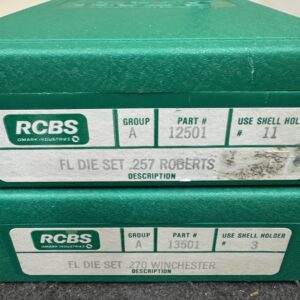 RCBS
OMARK INDUSTRIES
GROUP PART # USE SHELL HOLDER
A 12501 # 11
FL DIE SET .257 ROBERTS
DESCRIPTION
RCBS
OMARK INDUSTRIES
GROUP PART # USE SHELL HOLDER
A 13501 # 3
FL DIE SET .270 WINCHESTER
DESCRIPTION